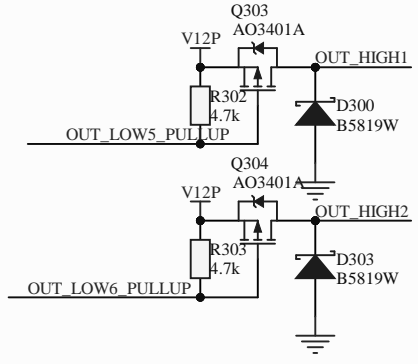 Q303
AO3401A
V12P
OUT_HIGH1
R302
4.7k
D300
B5819W
OUT_LOW5_PULLUP
Q304
AO3401A
V12P
OUT_HIGH2
R303
4.7k
D303
B5819W
OUT_LOW6_PULLUP